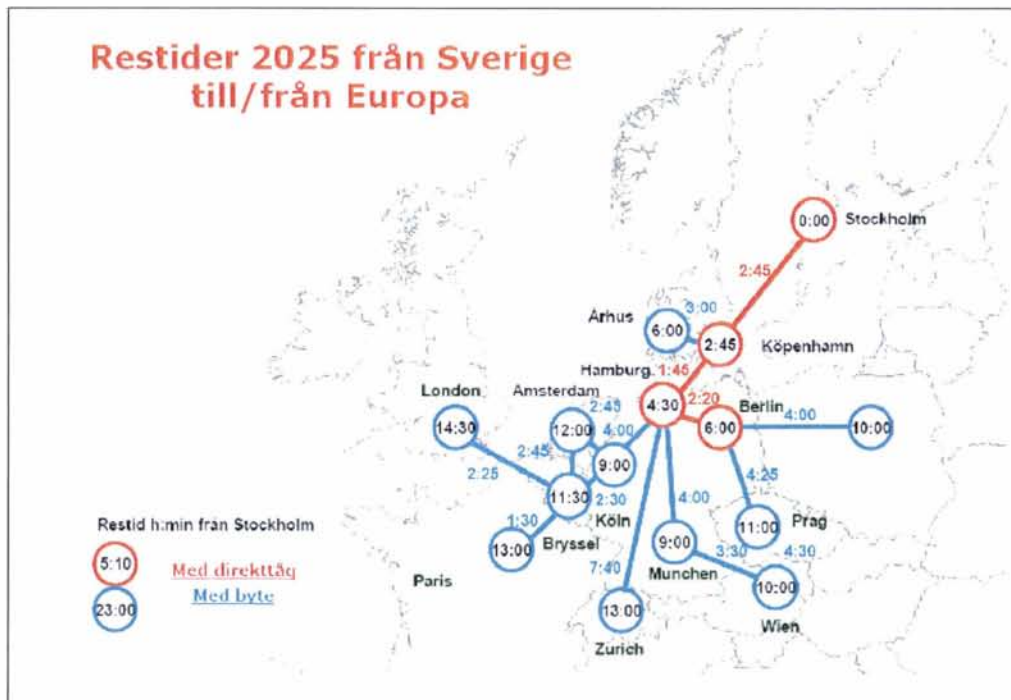 Restider 2025 från Sverige
till/från Europa
0:00
Stockholm
2:45
Århus
3:00
6:00
2:45
Köpenhamn
Hamburg.
1:45
London
Amsterdam
2:45
4:30
2:20
Berlin
4:00
14:30
12:00
4:00
6:00
10:00
2:45
9:00
2:25
4:25
11:30
2:30
4:00
Restid h:min från Stockholm
1:30
Köln
11:00
Prag
13:00
Bryssel
9:00
3:30
4:30
5:10
Med direkttåg
Paris
7:40
Munchen
10:00
Med byte
23:00
13:00
Wien
Zurich